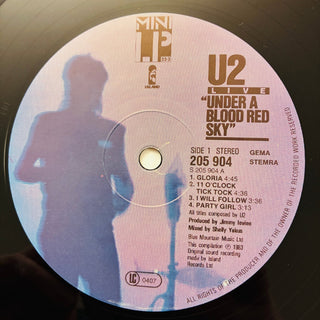 MINI
LP
ISLAND
U2
LIVE
"UNDER A
BLOOD RED
SKY"
SIDE 1 STEREO
GEMA
205 904
STEMRA
S 205 904 A
1 GLORIA 4:45
2 11 O'CLOCK
TICK TOCK 4:36
3 I WILL FOLLOW 3:36
4 PARTY GIRL 3:13
All titles composed by U2
Produced by Jimmy Iovine
Mixed by Shelly Yakus
Blue Mountain Music Ltd
This compilation ℗ 1983
Original sound recording
made by Island
Records Ltd
LC 0407
ALL RIGHTS OF THE PRODUCER AND OF THE OWNER OF THE RECORDED WORK RESERVED